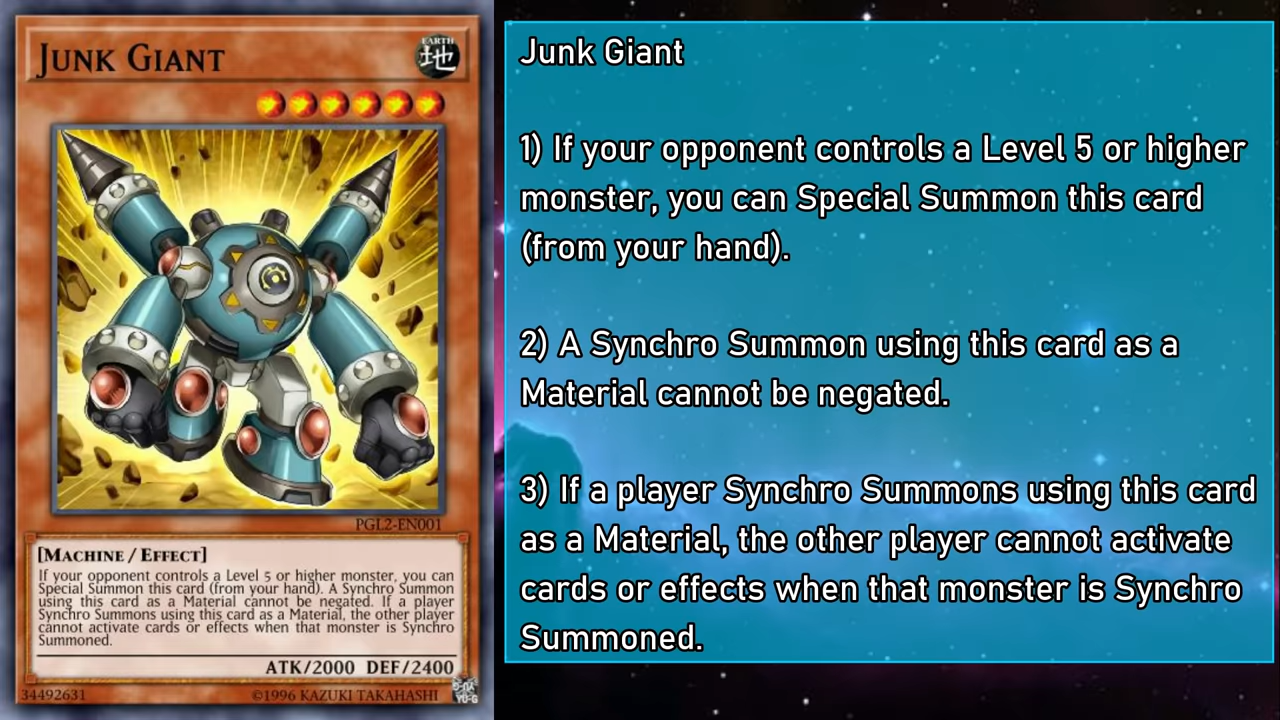 JUNK GIANT
EARTH
地
PGL2-EN001
[MACHINE / EFFECT]
If your opponent controls a Level 5 or higher monster, you can
Special Summon this card (from your hand). A Synchro Summon
using this card as a Material cannot be negated. If a player
Synchro Summons using this card as a Material, the other player
cannot activate cards or effects when that monster is Synchro
Summoned.
ATK/2000 DEF/2400
34492631
©1996 KAZUKI TAKAHASHI
Junk Giant
1) If your opponent controls a Level 5 or higher
monster, you can Special Summon this card
(from your hand).
2) A Synchro Summon using this card as a
Material cannot be negated.
3) If a player Synchro Summons using this card
as a Material, the other player cannot activate
cards or effects when that monster is Synchro
Summoned.